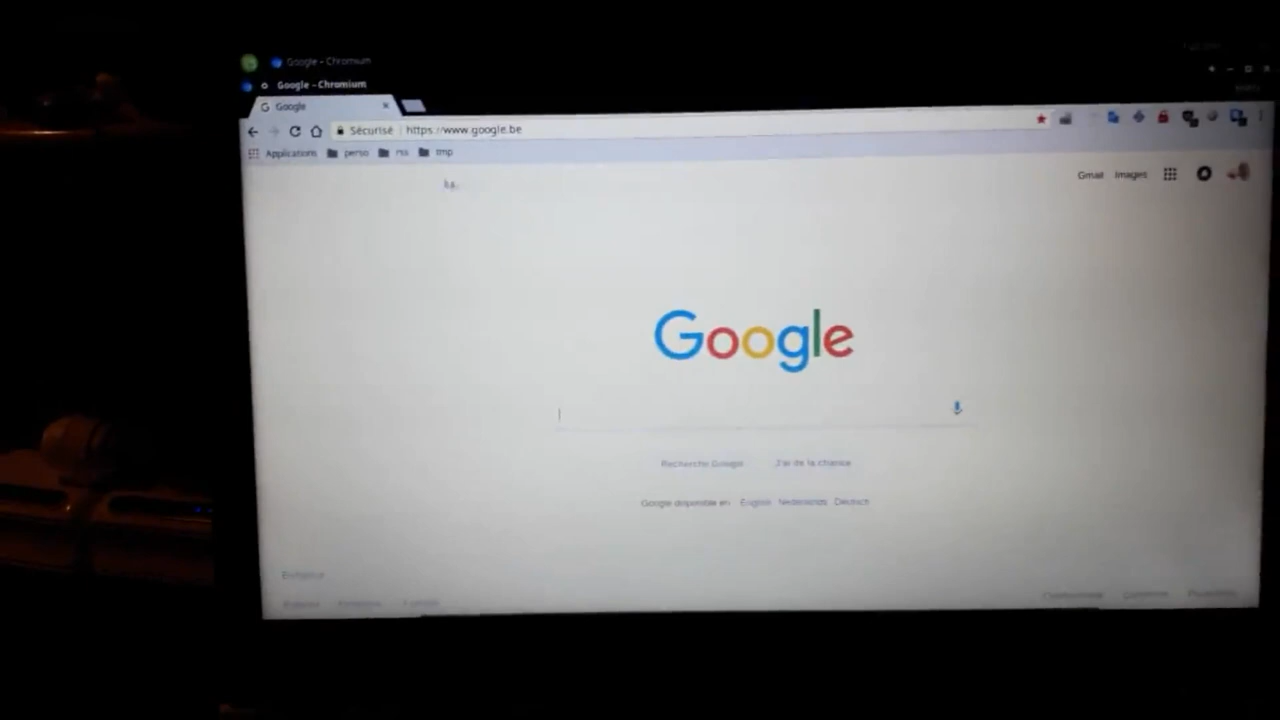 Google - Chromium
Google - Chromium
Google
Sécurisé https://www.google.be
Applications perso rss tmp
Gmail Images
Google
Recherche Google J'ai de la chance
Google disponible en English Nederlands Deutsch